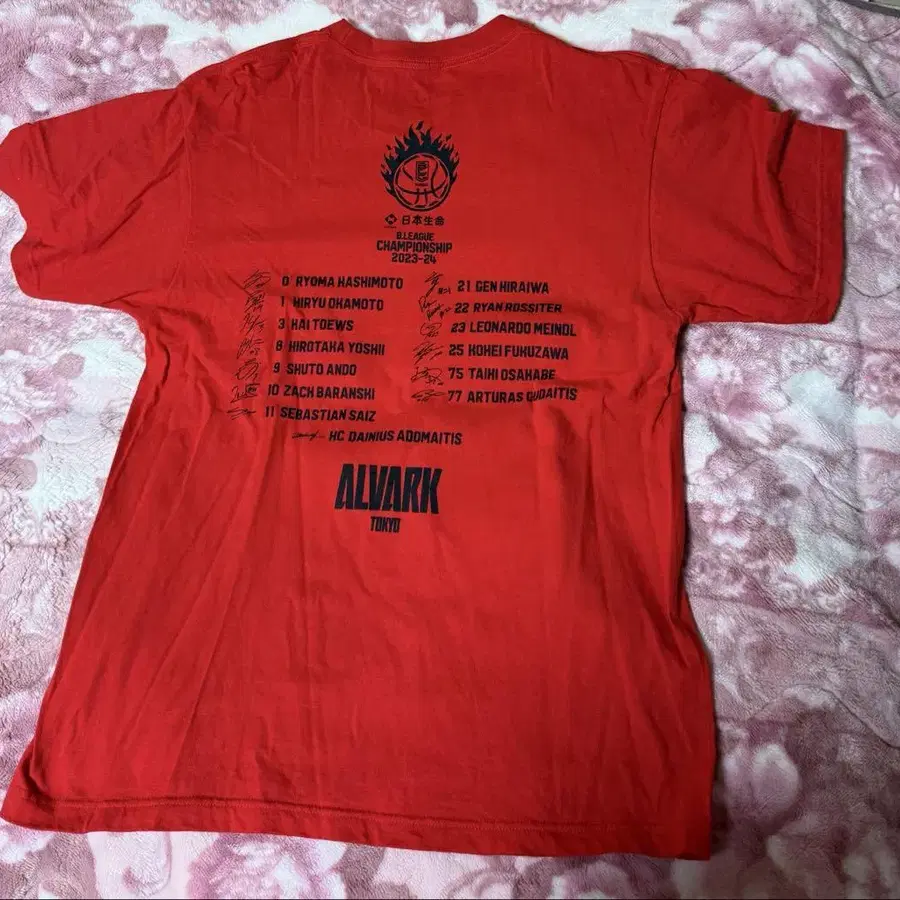 日本生命
B.LEAGUE
CHAMPIONSHIP
2023-24
0 RYOMA HASHIMOTO
1 HIRYU OKAMOTO
3 HAI TOEWS
8 HIROTAKA YOSHII
9 SHUTO ANDO
10 ZACH BARANSKI
11 SEBASTIAN SAIZ
21 GEN HIRAIWA
22 RYAN ROSSITER
23 LEONARDO MEINDL
25 KOHEI FUKUZAWA
75 TAIHI OSAKABE
77 ARTURAS GUDAITIS
HC DAINIUS ADOMAITIS
ALVARK
TOKYO